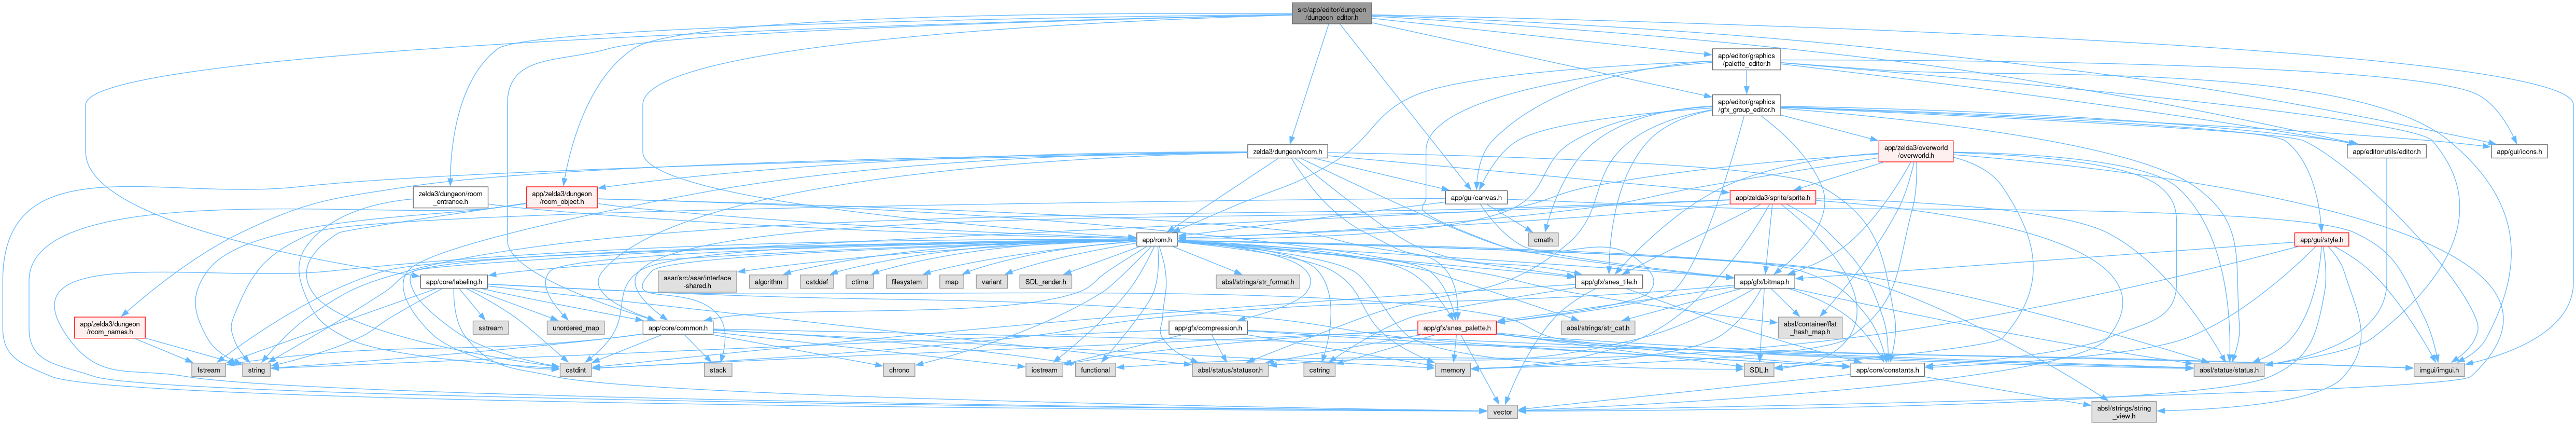 src/app/editor/dungeon
/dungeon_editor.h
app/editor/graphics
/palette_editor.h
app/editor/graphics
/gfx_group_editor.h
zelda3/dungeon/room.h
app/zelda3/overworld
/overworld.h
app/editor/utils/editor.h
app/gui/icons.h
zelda3/dungeon/room
_entrance.h
app/zelda3/dungeon
/room_object.h
app/gui/canvas.h
app/zelda3/sprite/sprite.h
app/rom.h
cmath
app/gui/style.h
app/core/labeling.h
asar/src/asar/interface
-shared.h
algorithm
cstddef
ctime
filesystem
map
variant
SDL_render.h
absl/strings/str_format.h
app/gfx/snes_tile.h
app/gfx/bitmap.h
app/zelda3/dungeon
/room_names.h
sstream
unordered_map
app/core/common.h
app/gfx/compression.h
absl/strings/str_cat.h
app/gfx/snes_palette.h
absl/container/flat
_hash_map.h
fstream
string
cstdint
stack
chrono
iostream
functional
absl/status/statusor.h
cstring
memory
SDL.h
app/core/constants.h
absl/status/status.h
imgui/imgui.h
vector
absl/strings/string
_view.h